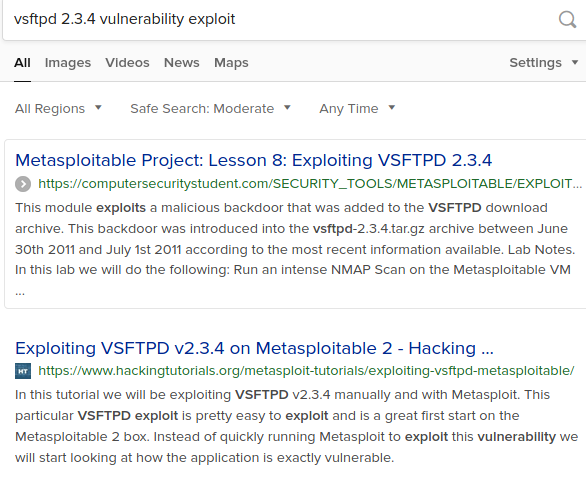 vsftpd 2.3.4 vulnerability exploit
All Images Videos News Maps Settings
All Regions Safe Search: Moderate Any Time
Metasploitable Project: Lesson 8: Exploiting VSFTPD 2.3.4
https://computersecuritystudent.com/SECURITY_TOOLS/METASPLOITABLE/EXPLOIT...
This module exploits a malicious backdoor that was added to the VSFTPD download
archive. This backdoor was introduced into the vsftpd-2.3.4.tar.gz archive between June
30th 2011 and July 1st 2011 according to the most recent information available. Lab Notes.
In this lab we will do the following: Run an intense NMAP Scan on the Metasploitable VM
...
Exploiting VSFTPD v2.3.4 on Metasploitable 2 - Hacking ...
HT https://www.hackingtutorials.org/metasploit-tutorials/exploiting-vsftpd-metasploitable/
In this tutorial we will be exploiting VSFTPD v2.3.4 manually and with Metasploit. This
particular VSFTPD exploit is pretty easy to exploit and is a great first start on the
Metasploitable 2 box. Instead of quickly running Metasploit to exploit this vulnerability we
will start looking at how the application is exactly vulnerable.